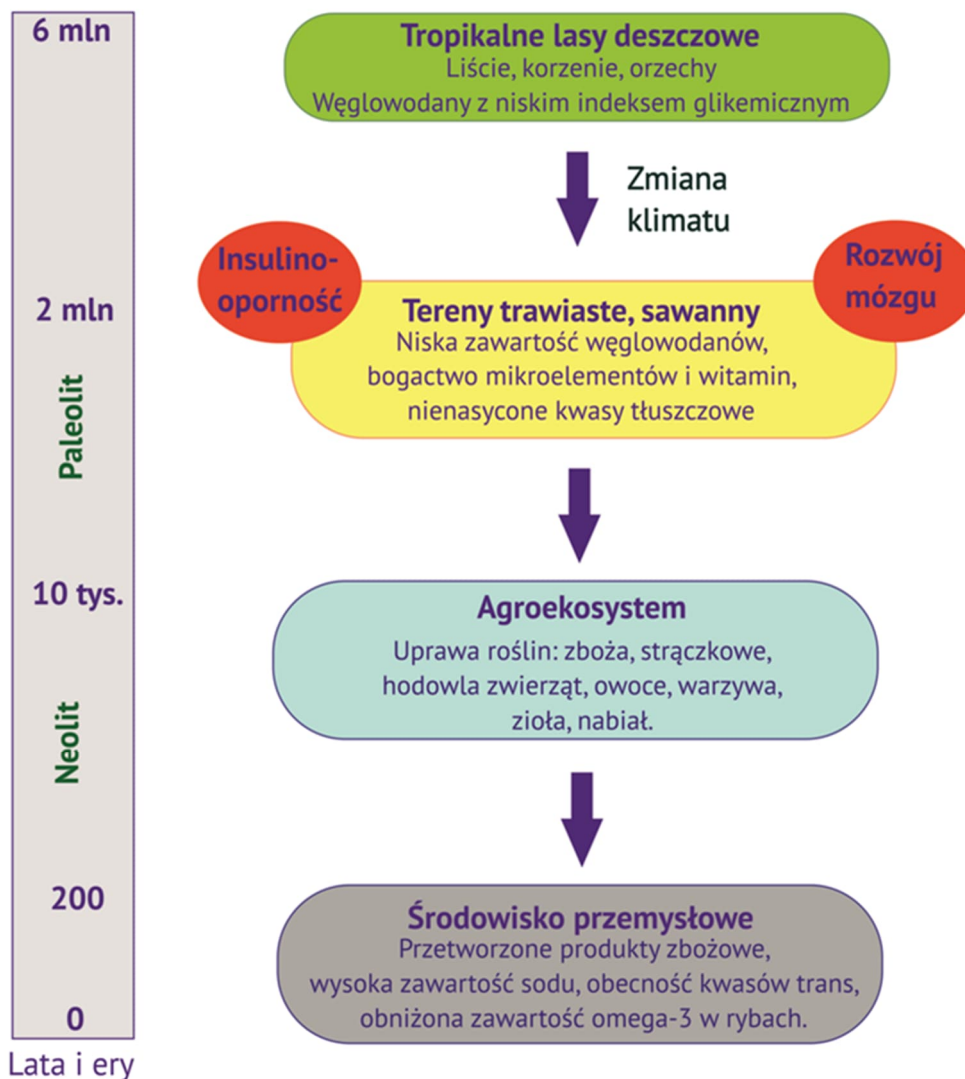 6 mln
Tropikalne lasy deszczowe
Liście, korzenie, orzechy
Węglowodany z niskim indeksem glikemicznym
Zmiana
klimatu
Insulino-
oporność
Rozwój
mózgu
2 mln
Tereny trawiaste, sawanny
Niska zawartość węglowodanów,
bogactwo mikroelementów i witamin,
nienasycone kwasy tłuszczowe
Paleolit
10 tys.
Agroekosystem
Uprawa roślin: zboża, strączkowe,
hodowla zwierząt, owoce, warzywa,
zioła, nabiał.
Neolit
200
Środowisko przemysłowe
Przetworzone produkty zbożowe,
wysoka zawartość sodu, obecność kwasów trans,
obniżona zawartość omega-3 w rybach.
0
Lata i ery